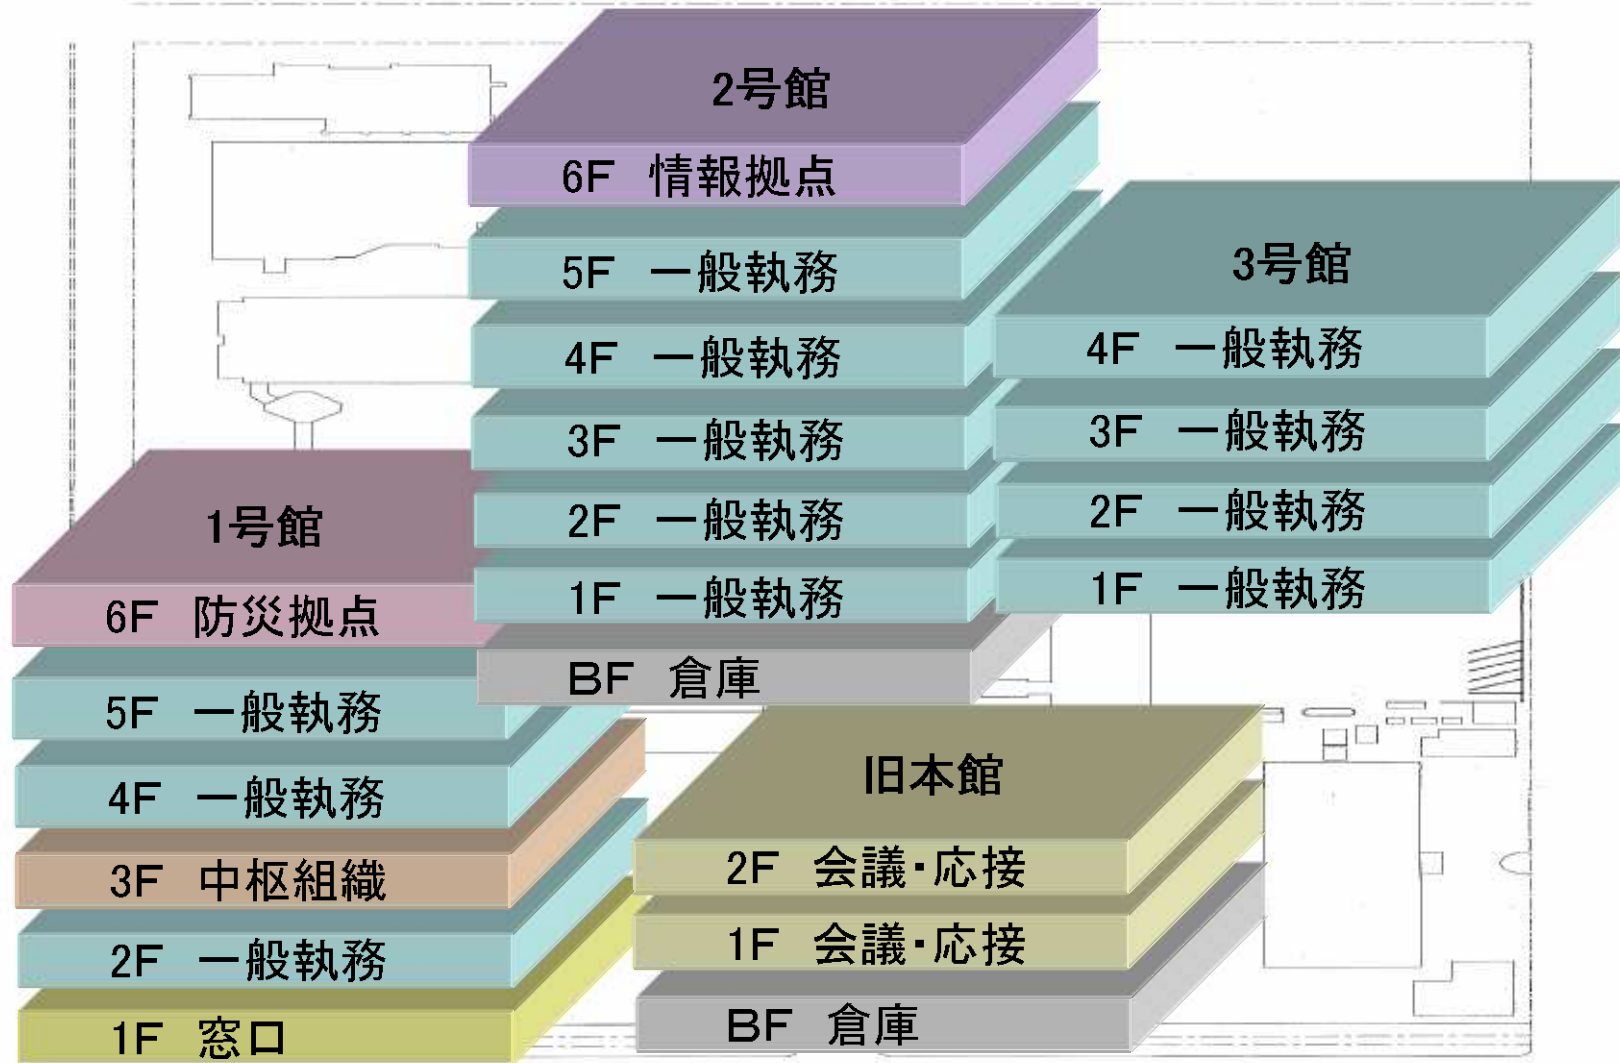 2号館
6F 情報拠点
5F 一般執務
4F 一般執務
3F 一般執務
2F 一般執務
1F 一般執務
BF 倉庫
3号館
4F 一般執務
3F 一般執務
2F 一般執務
1F 一般執務
1号館
6F 防災拠点
5F 一般執務
4F 一般執務
3F 中枢組織
2F 一般執務
1F 窓口
旧本館
2F 会議・応接
1F 会議・応接
BF 倉庫